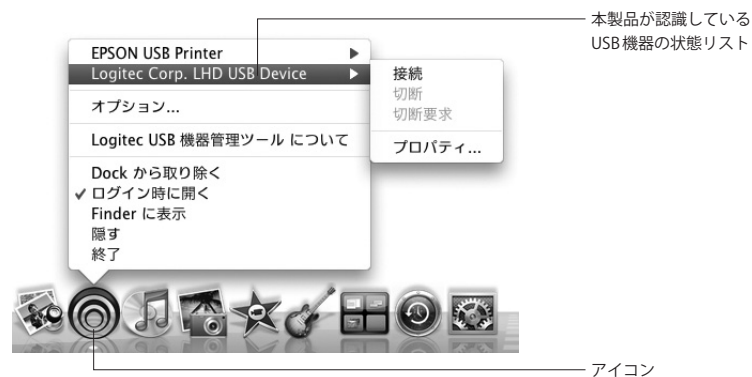 本製品が認識している
USB 機器の状態リスト
EPSON USB Printer
Logitec Corp. LHD USB Device
接続
切断
切断要求
プロパティ...
オプション...
Logitec USB 機器管理ツール について
Dock から取り除く
✓ ログイン時に開く
Finder に表示
隠す
終了
アイコン